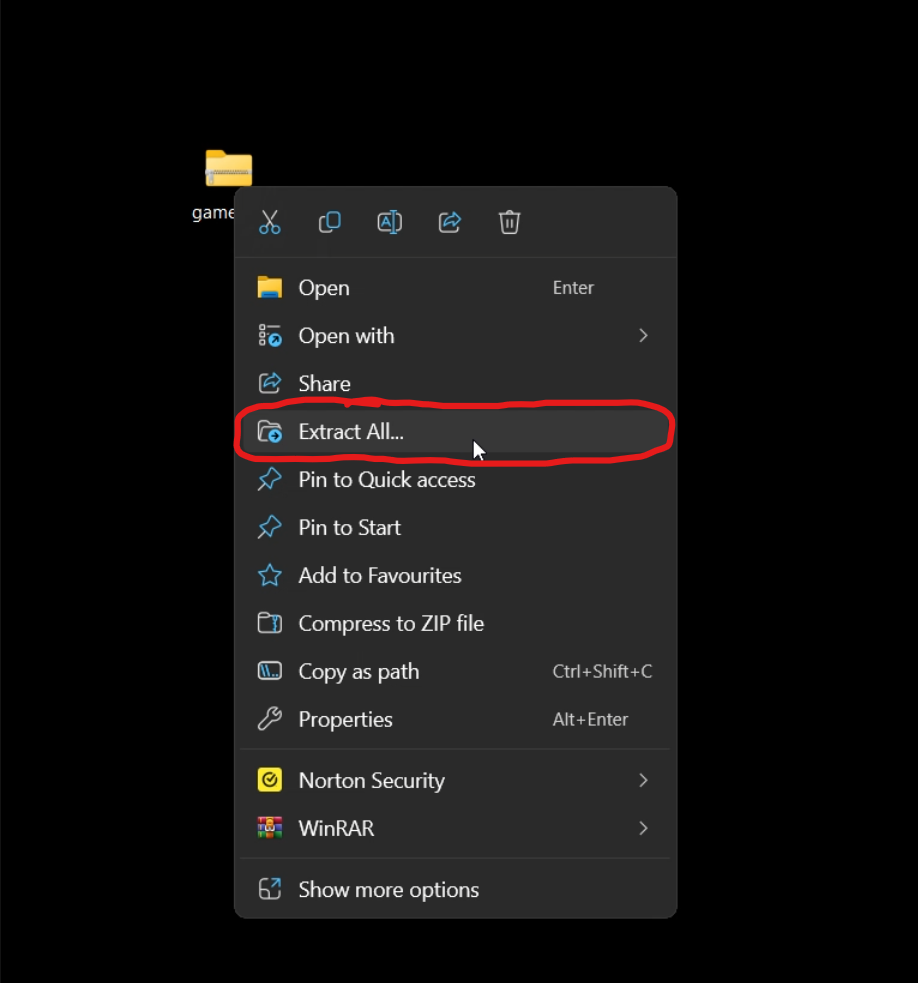 game
Open Enter
Open with
Share
Extract All...
Pin to Quick access
Pin to Start
Add to Favourites
Compress to ZIP file
Copy as path Ctrl+Shift+C
Properties Alt+Enter
Norton Security
WinRAR
Show more options